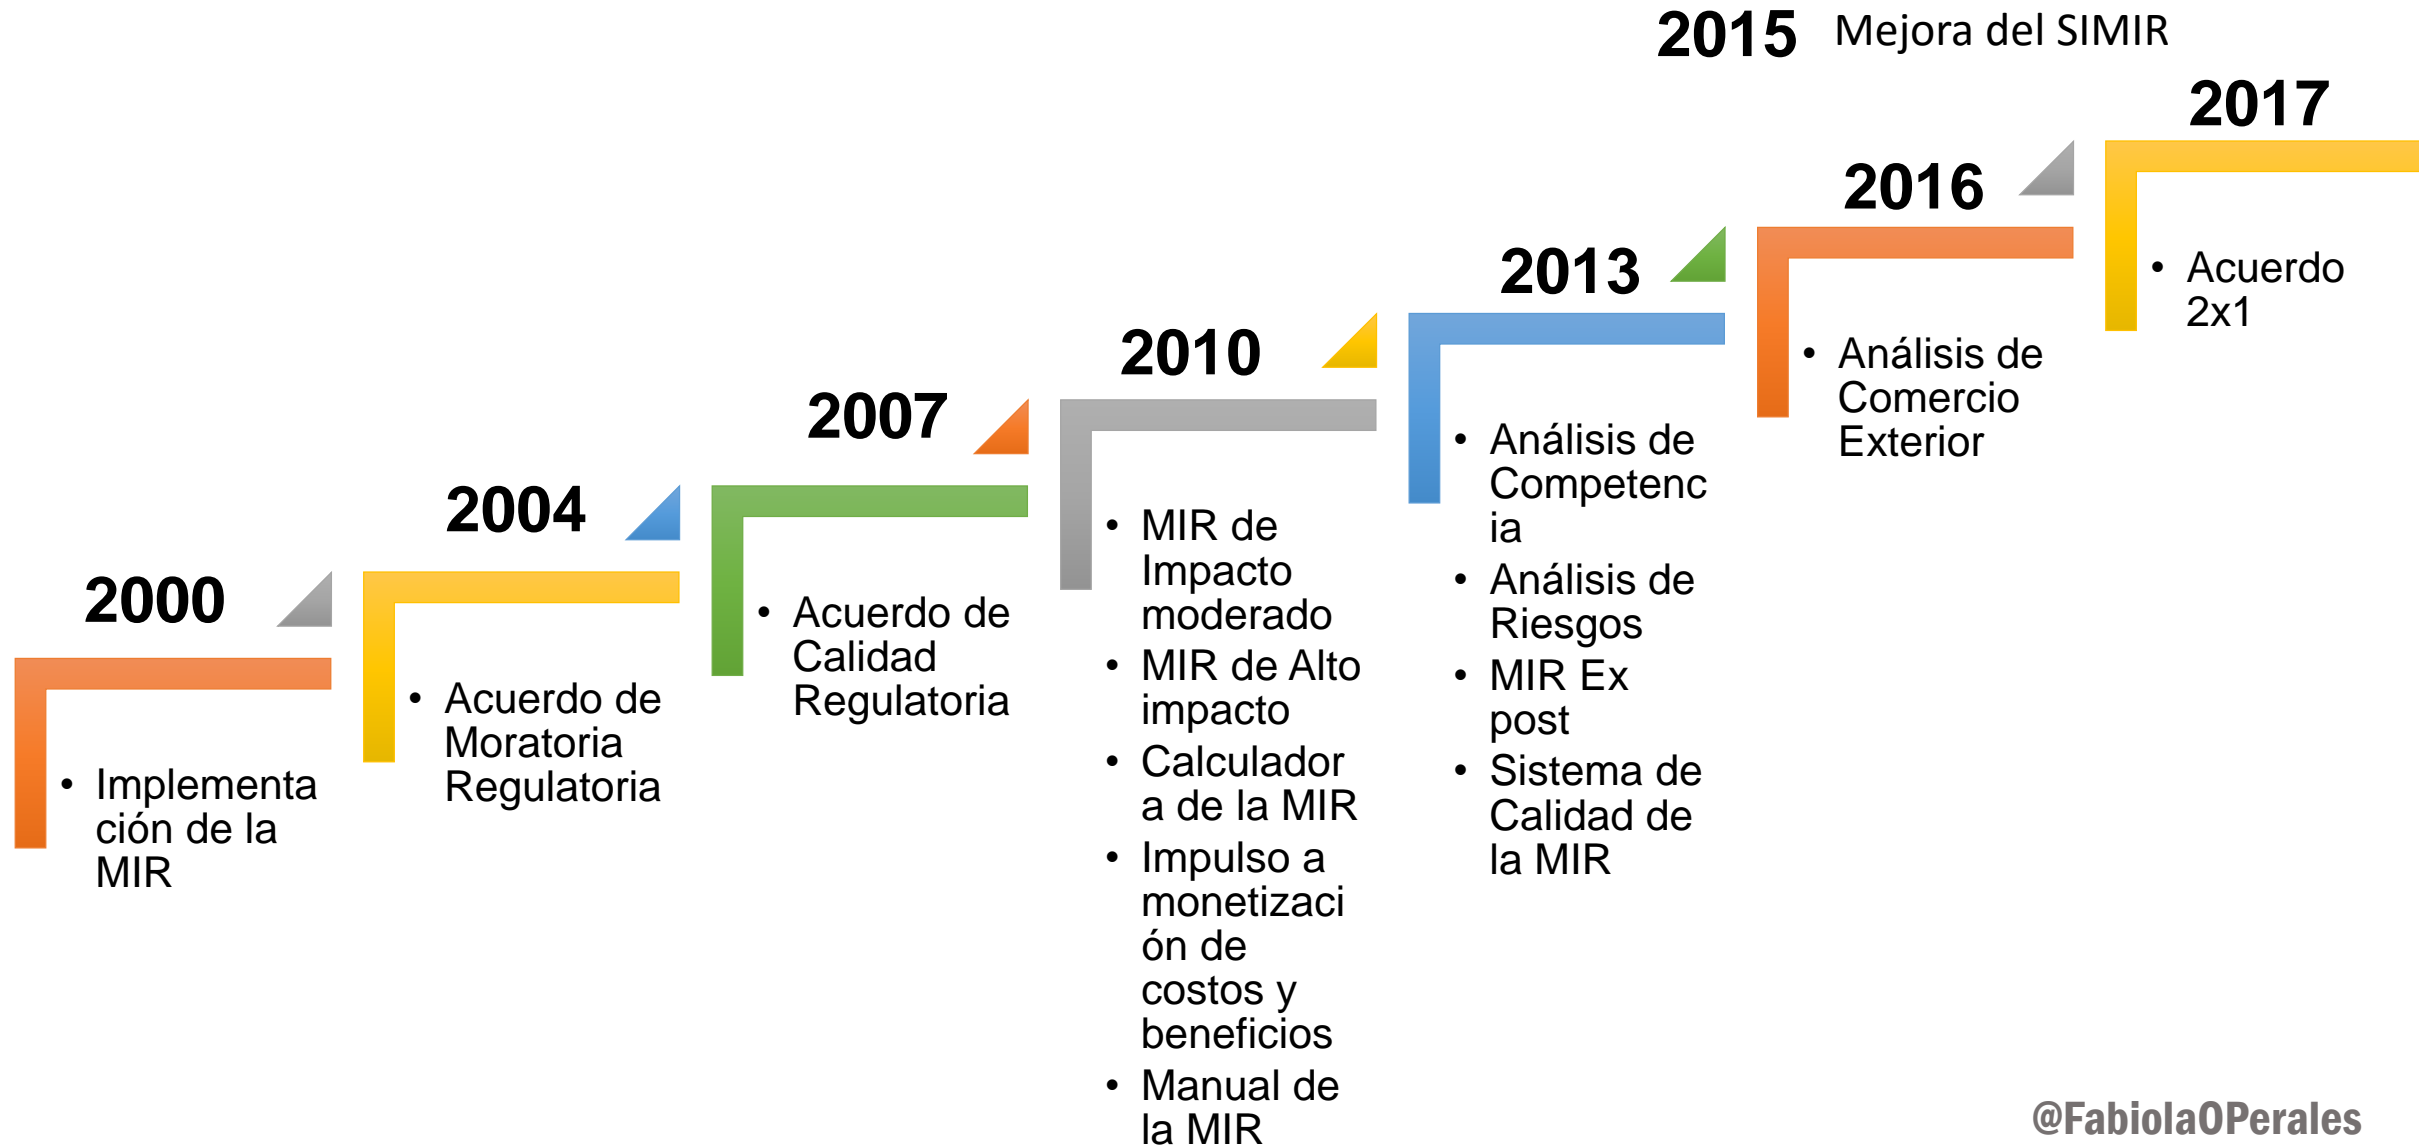 2015 Mejora del SIMIR
2000
• Implementa
ción de la
MIR
2004
• Acuerdo de
Moratoria
Regulatoria
2007
• Acuerdo de
Calidad
Regulatoria
2010
• MIR de
Impacto
moderado
• MIR de Alto
impacto
• Calculador
a de la MIR
• Impulso a
monetizaci
ón de
costos y
beneficios
• Manual de
la MIR
2013
• Análisis de
Competenc
ia
• Análisis de
Riesgos
• MIR Ex
post
• Sistema de
Calidad de
la MIR
2016
• Análisis de
Comercio
Exterior
2017
• Acuerdo
2x1
@FabiolaOPerales